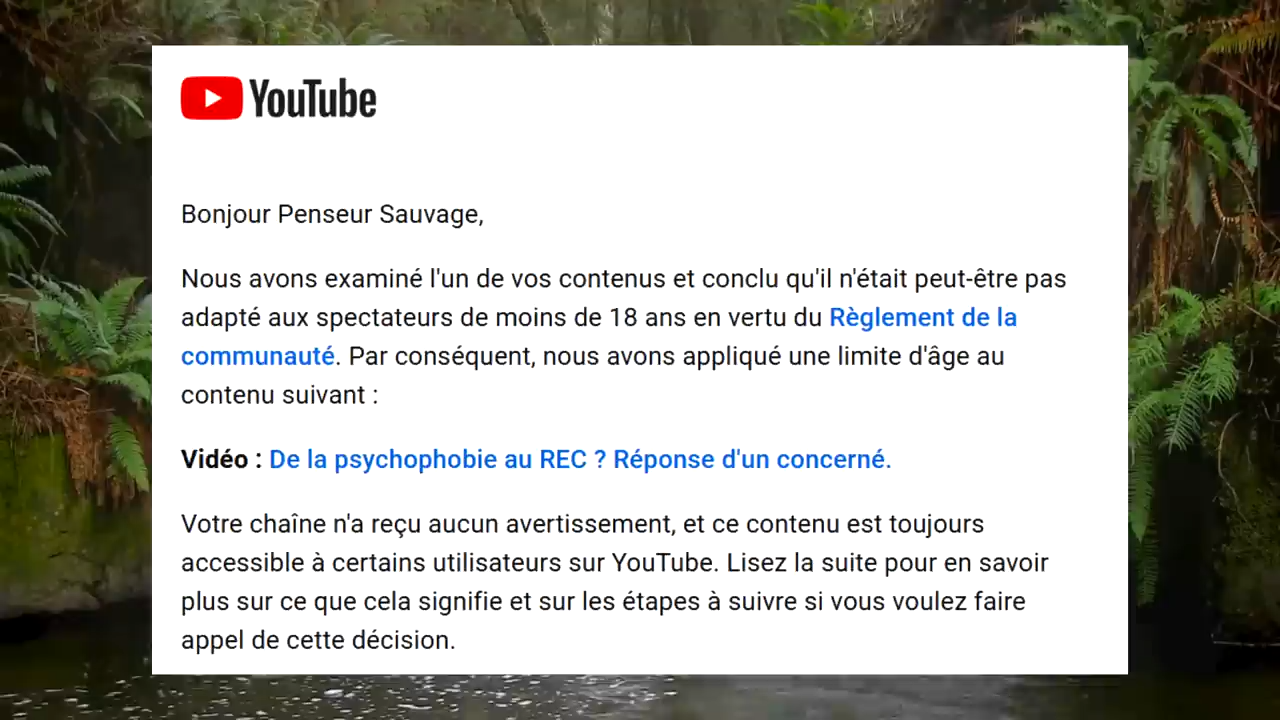 YouTube
Bonjour Penseur Sauvage,
Nous avons examiné l'un de vos contenus et conclu qu'il n'était peut-être pas
adapté aux spectateurs de moins de 18 ans en vertu du Règlement de la
communauté. Par conséquent, nous avons appliqué une limite d'âge au
contenu suivant :
Vidéo : De la psychophobie au REC ? Réponse d'un concerné.
Votre chaîne n'a reçu aucun avertissement, et ce contenu est toujours
accessible à certains utilisateurs sur YouTube. Lisez la suite pour en savoir
plus sur ce que cela signifie et sur les étapes à suivre si vous voulez faire
appel de cette décision.